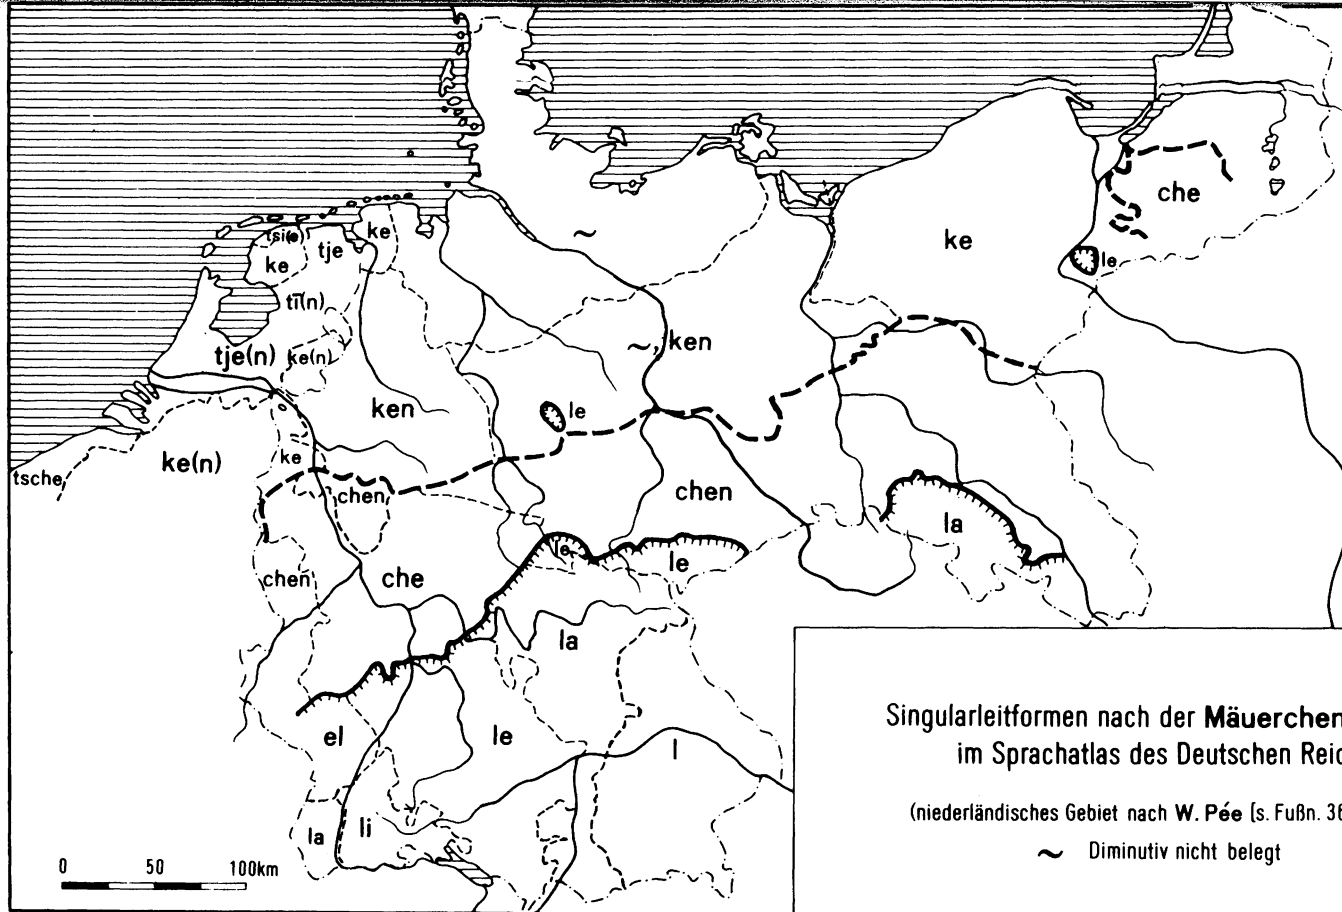 tsi(e)
ke
ke
tje
tī(n)
tje(n)
ke(n)
~
~, ken
ke
che
le
ken
le
tsche
ke(n)
ke
chen
chen
chen
che
le
le
la
la
el
le
l
la
li
0 50 100km
Singularleitformen nach der Mäuerchen
im Sprachatlas des Deutschen Reic
(niederländisches Gebiet nach W. Pée [s. Fußn. 36
~ Diminutiv nicht belegt